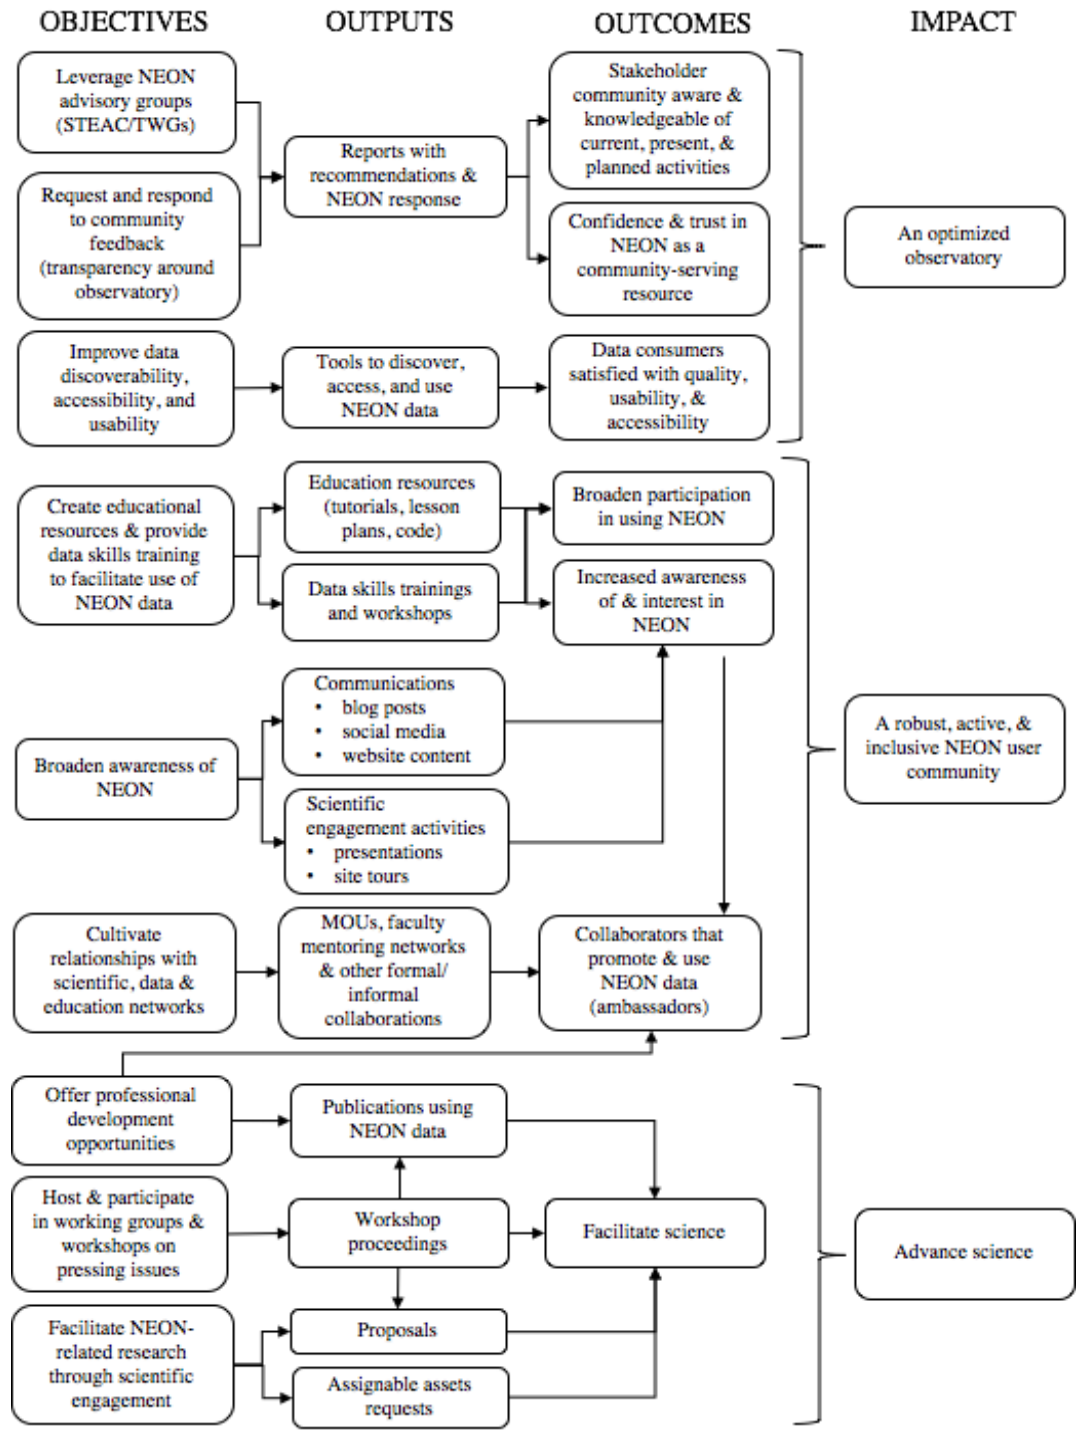 OBJECTIVES
OUTPUTS
OUTCOMES
IMPACT
Leverage NEON
advisory groups
(STEAC/TWGs)
Request and respond
to community
feedback
(transparency around
observatory)
Reports with
recommendations &
NEON response
Stakeholder
community aware &
knowledgeable of
current, present, &
planned activities
Confidence & trust in
NEON as a
community-serving
resource
An optimized
observatory
Improve data
discoverability,
accessibility, and
usability
Tools to discover,
access, and use
NEON data
Data consumers
satisfied with quality,
usability, &
accessibility
Create educational
resources & provide
data skills training
to facilitate use of
NEON data
Education resources
(tutorials, lesson
plans, code)
Data skills trainings
and workshops
Broaden participation
in using NEON
Increased awareness
of & interest in
NEON
Broaden awareness of
NEON
Communications
• blog posts
• social media
• website content
Scientific
engagement activities
• presentations
• site tours
A robust, active, &
inclusive NEON user
community
Cultivate
relationships with
scientific, data &
education networks
MOUs, faculty
mentoring networks
& other formal/
informal
collaborations
Collaborators that
promote & use
NEON data
(ambassadors)
Offer professional
development
opportunities
Publications using
NEON data
Host & participate
in working groups &
workshops on
pressing issues
Workshop
proceedings
Facilitate science
Advance science
Facilitate NEON-
related research
through scientific
engagement
Proposals
Assignable assets
requests